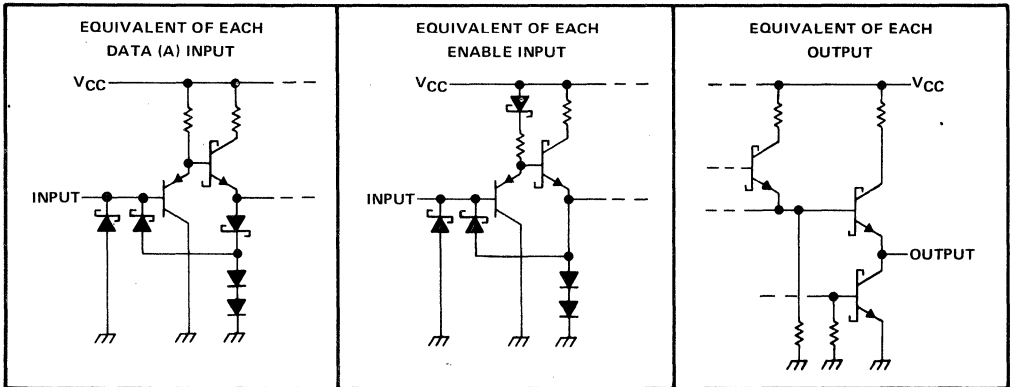 EQUIVALENT OF EACH
DATA (A) INPUT
VCC
INPUT
EQUIVALENT OF EACH
ENABLE INPUT
VCC
INPUT
EQUIVALENT OF EACH
OUTPUT
VCC
OUTPUT